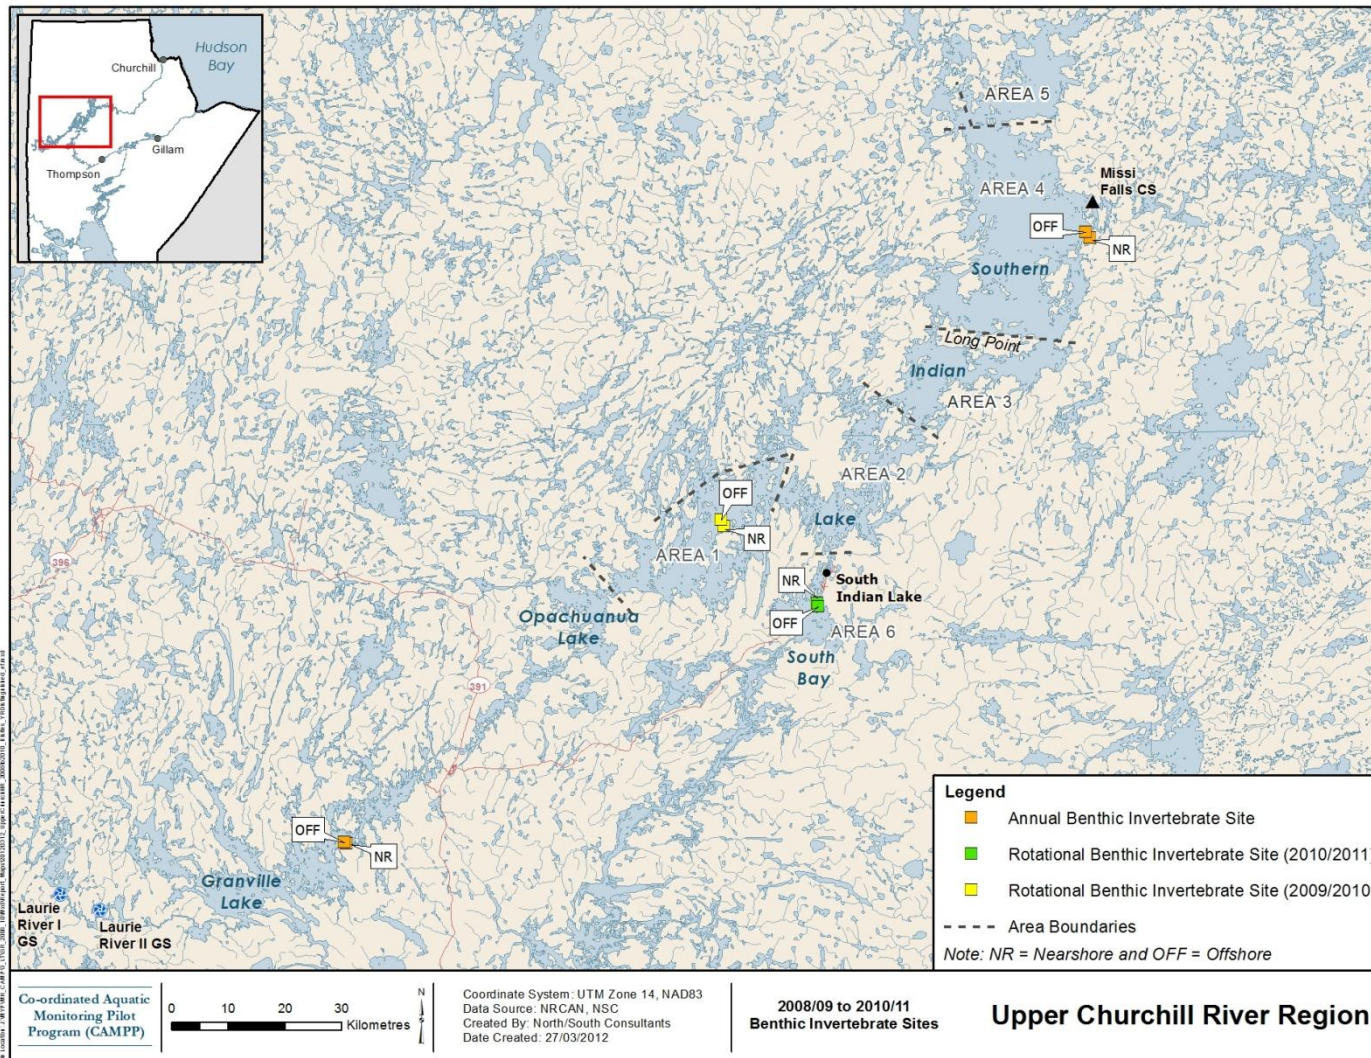 Hudson
Bay
Churchill
Gillam
Thompson
AREA 5
Missi
Falls CS
AREA 4
OFF
NR
Southern
Long Point
Indian
AREA 3
AREA 2
OFF
Lake
NR
AREA 1
396
NR
South
Indian Lake
OFF
AREA 6
Opachuanua
Lake
South
Bay
391
OFF
NR
Granville
Lake
Laurie
River I
GS
Laurie
River II GS
Legend
Annual Benthic Invertebrate Site
Rotational Benthic Invertebrate Site (2010/2011
Rotational Benthic Invertebrate Site (2009/2010
Area Boundaries
Note: NR = Nearshore and OFF = Offshore
Co-ordinated Aquatic
Monitoring Pilot
Program (CAMPP)
0 10 20 30
Kilometres
N
Coordinate System: UTM Zone 14, NAD83
Data Source: NRCAN, NSC
Created By: North/South Consultants
Date Created: 27/03/2012
2008/09 to 2010/11
Benthic Invertebrate Sites
Upper Churchill River Region